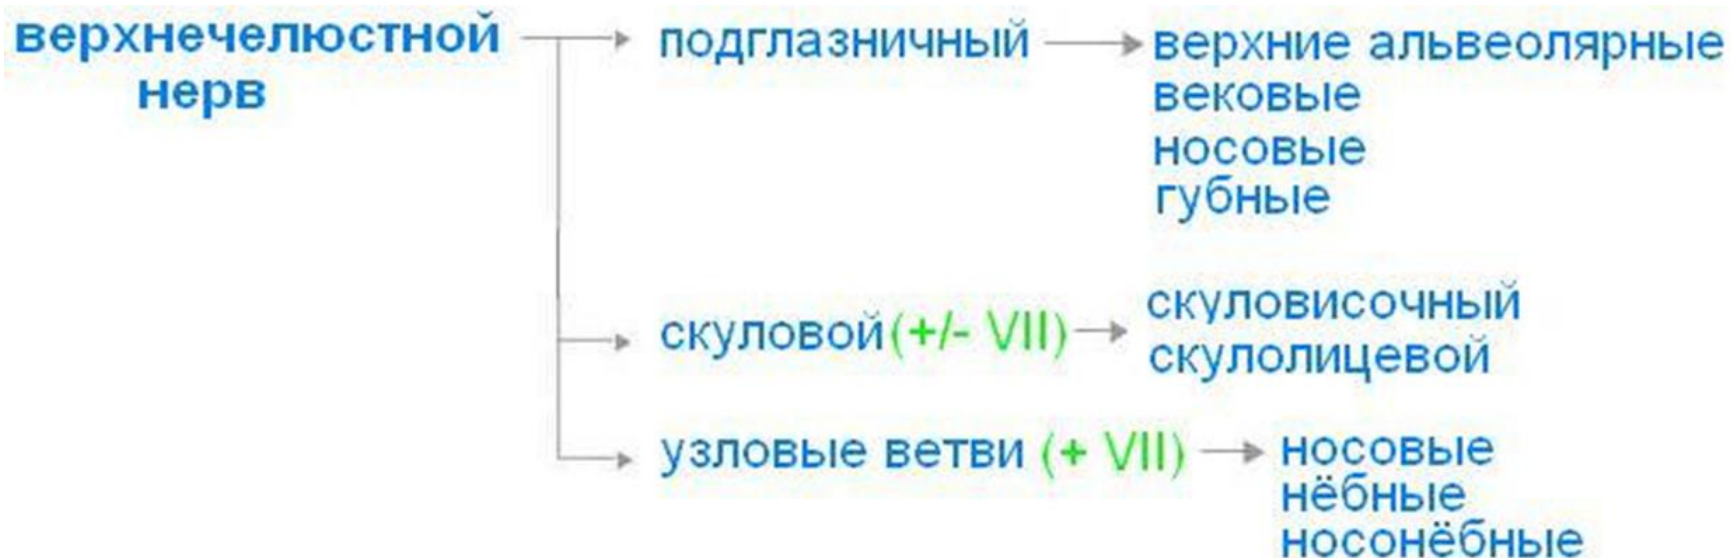 верхнечелюстной
нерв
подглазничный
верхние альвеолярные
вековые
носовые
губные
скуловой (+/- VII)
скуловисочный
скулолицевой
узловые ветви (+ VII)
носовые
нёбные
носонёбные